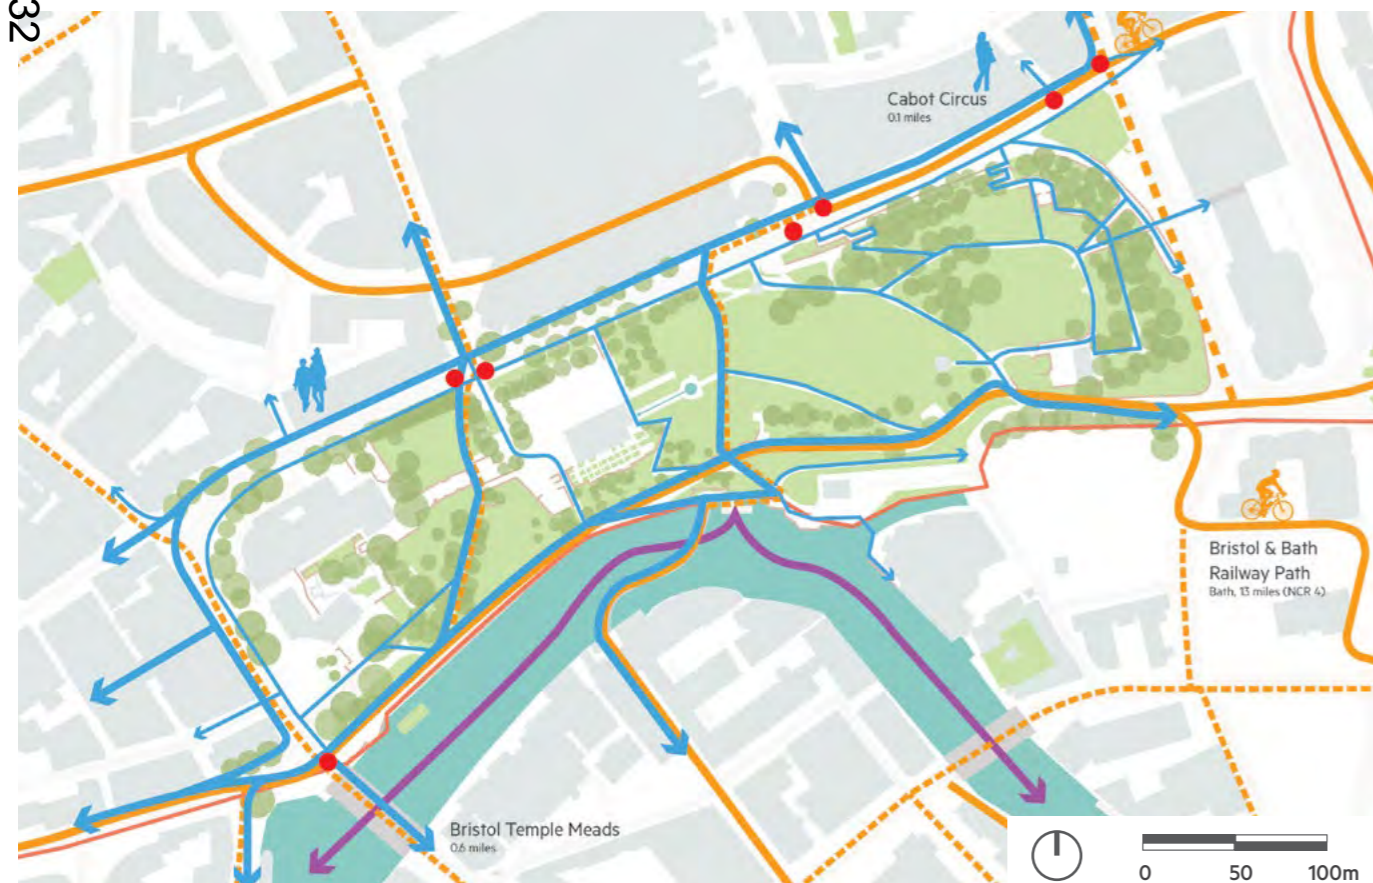 32
Cabot Circus
0.1 miles
Bristol & Bath
Railway Path
Bath, 13 miles (NCR 4)
Bristol Temple Meads
0.6 miles
0 50 100m